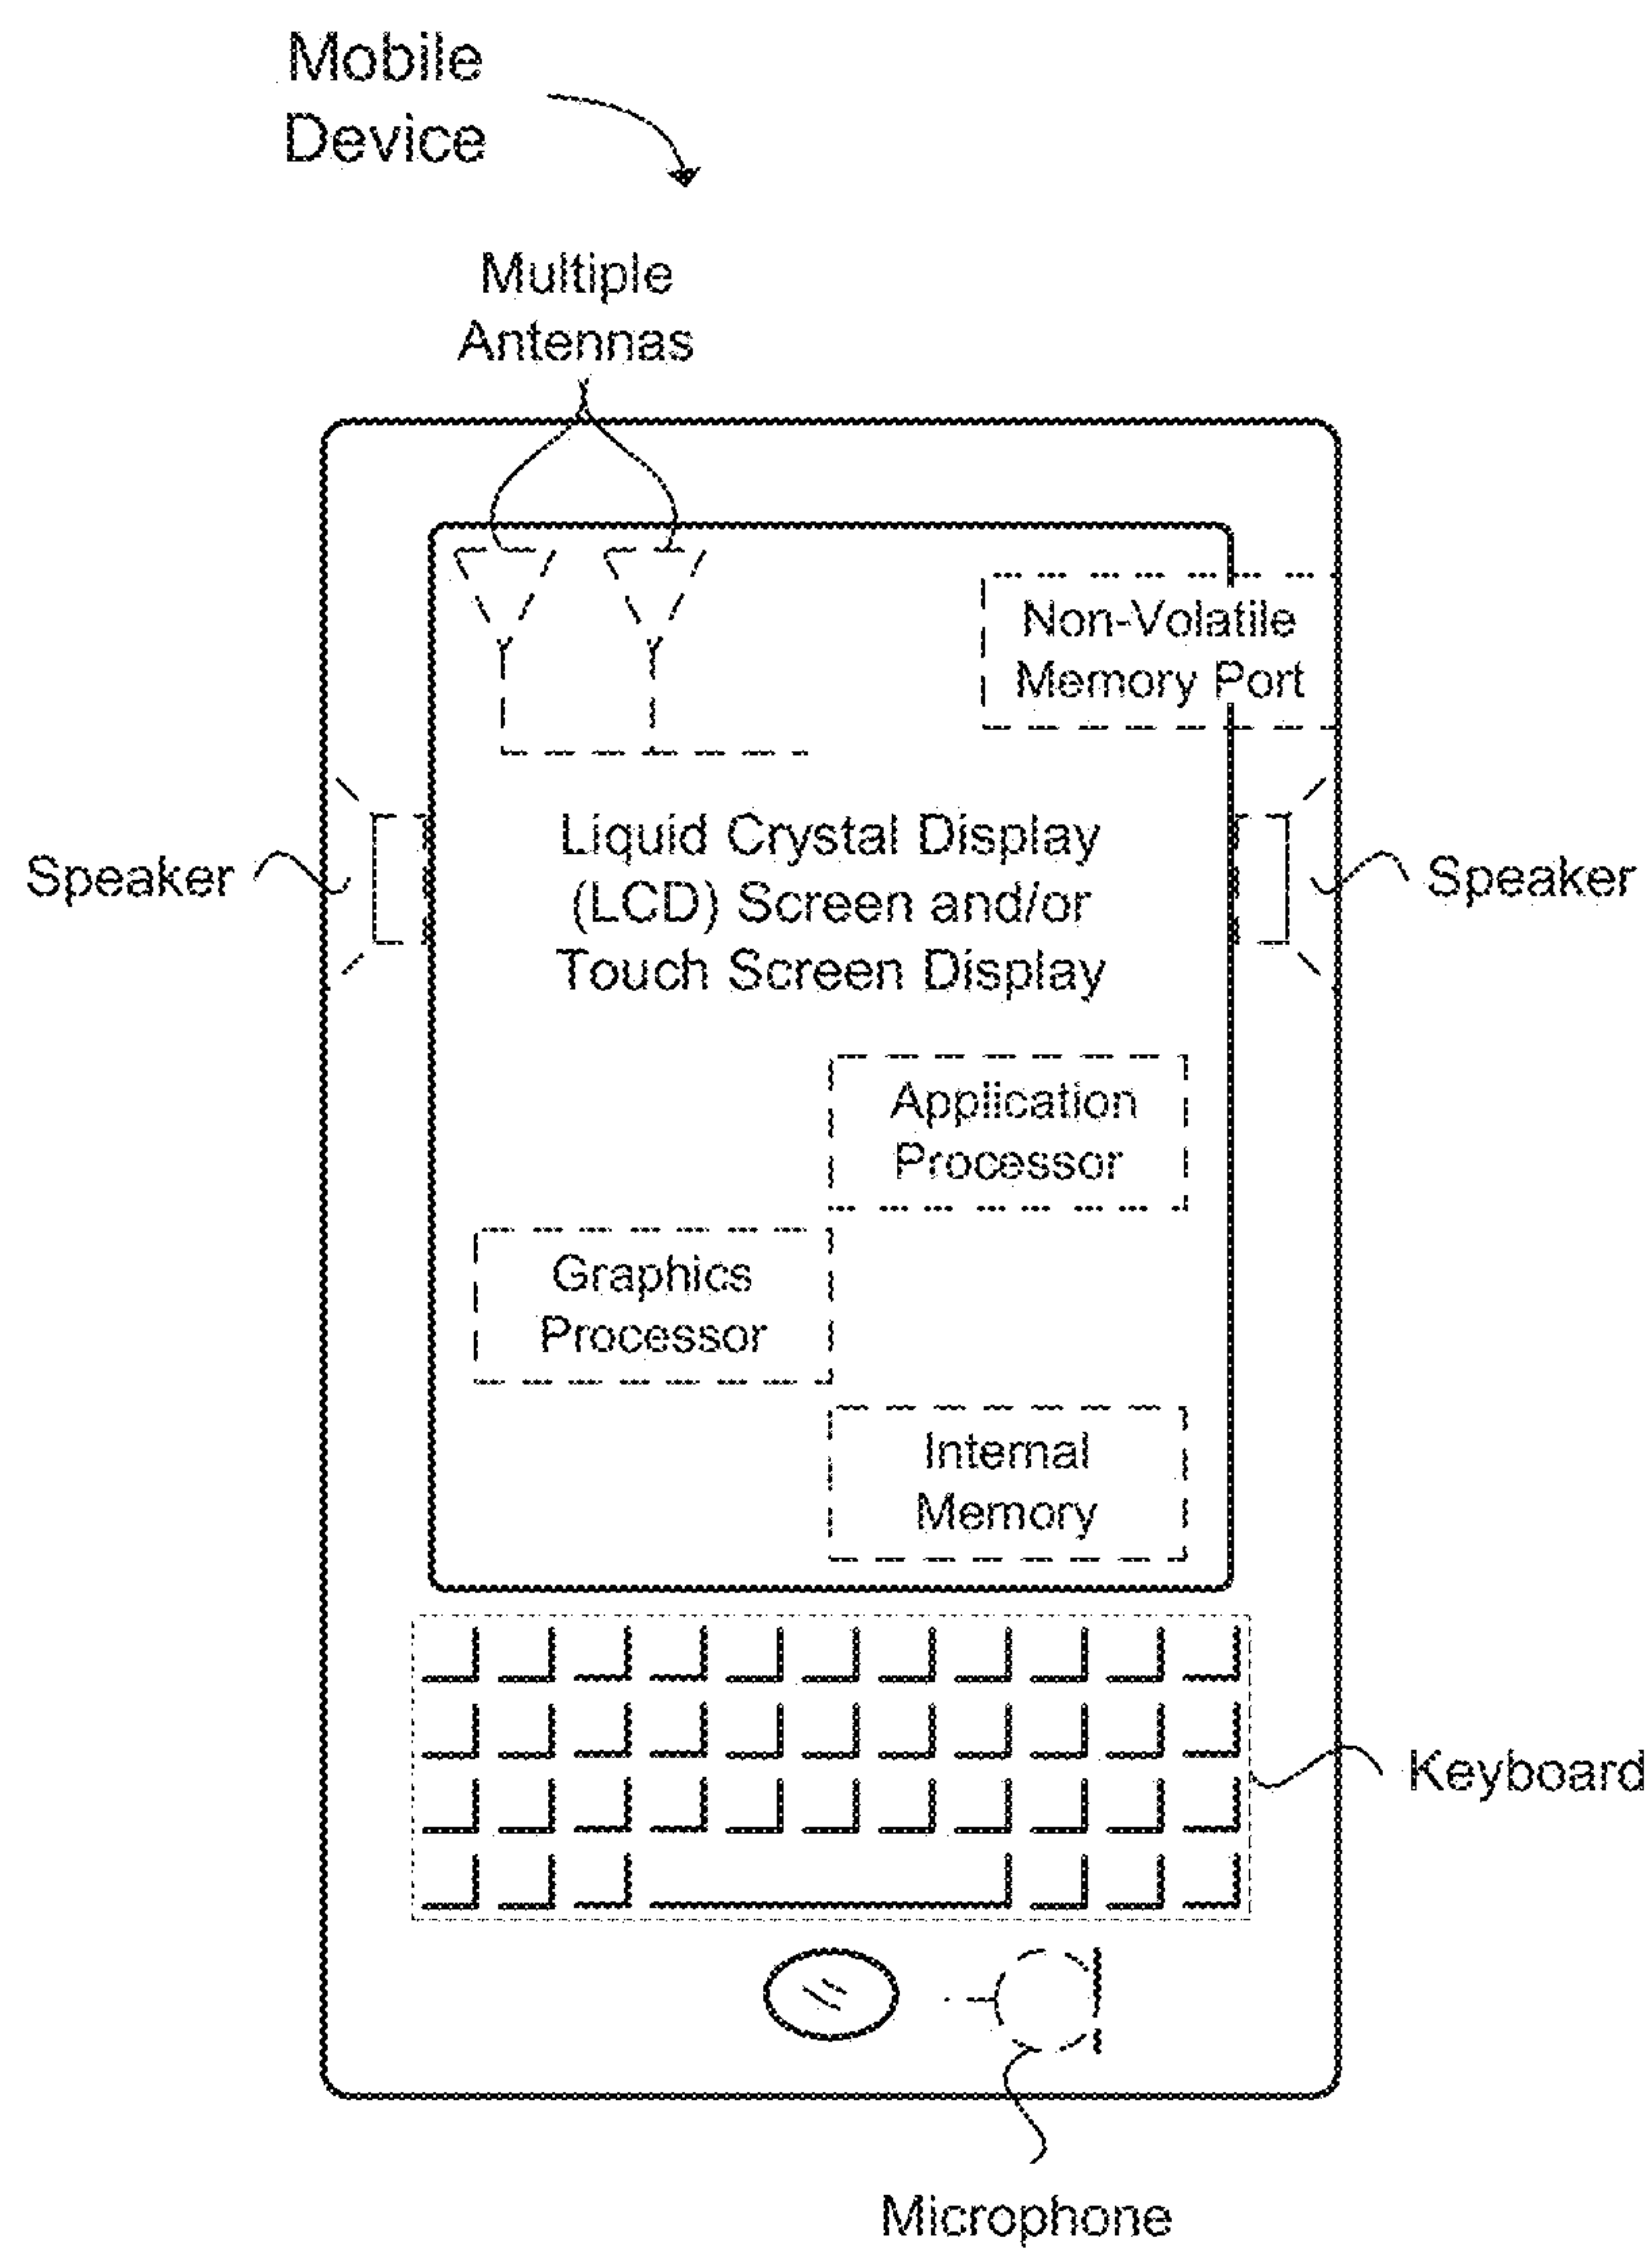 Mobile
Device
Multiple
Antennas
Non-Volatile
Memory Port
Speaker
Liquid Crystal Display
(LCD) Screen and/or
Touch Screen Display
Speaker
Application
Processor
Graphics
Processor
Internal
Memory
Keyboard
Microphone